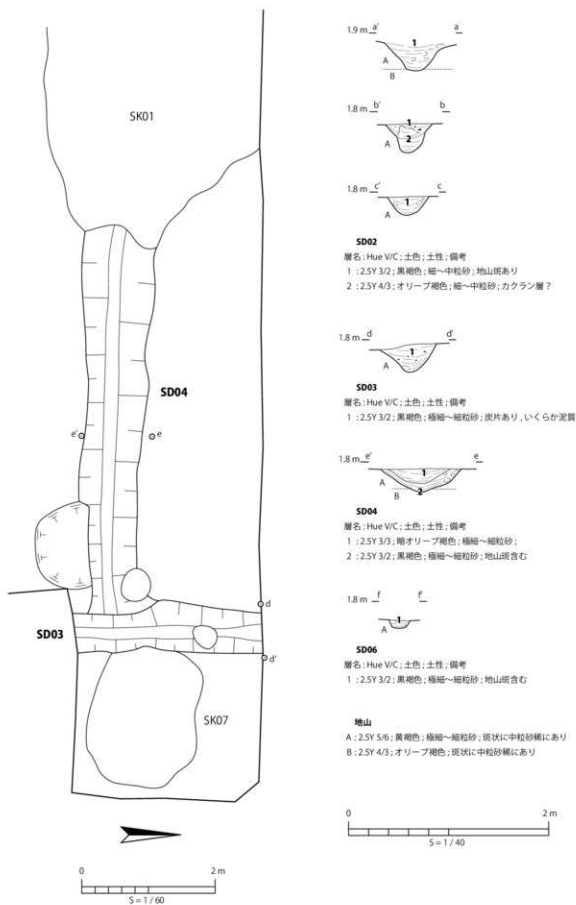 SK01
SD04
e'
e
d
SD03
d'
SK07
0 2 m
S = 1 / 60
1.9 m a' a
1
A
B
1.8 m b' b
1
A 2
1.8 m c' c
1
A
SD02
層名 : Hue V/C ; 土色 ; 土性 ; 備考
1 : 2.5Y 3/2 ; 黒褐色 ; 細~中粒砂 ; 地山斑あり
2 : 2.5Y 4/3 ; オリーブ褐色 ; 細~中粒砂 ; カクラン層 ?
1.8 m d d'
1
A
SD03
層名 : Hue V/C ; 土色 ; 土性 ; 備考
1 : 2.5Y 3/2 ; 黒褐色 ; 極細~細粒砂 ; 炭片あり , いくらか泥質
1.8 m e' e
A 1
B 2
SD04
層名 : Hue V/C ; 土色 ; 土性 ; 備考
1 : 2.5Y 3/3 ; 暗オリーブ褐色 ; 極細~細粒砂 ;
2 : 2.5Y 3/2 ; 黒褐色 ; 極細~細粒砂 ; 地山斑含む
1.8 m f f'
1
A
SD06
層名 : Hue V/C ; 土色 ; 土性 ; 備考
1 : 2.5Y 3/2 ; 黒褐色 ; 極細~細粒砂 ; 地山斑含む
地山
A : 2.5Y 5/6 ; 黄褐色 ; 極細~細粒砂 ; 斑状に中粒砂稀にあり
B : 2.5Y 4/3 ; オリーブ褐色 ; 斑状に中粒砂稀にあり
0 2 m
S = 1 / 40